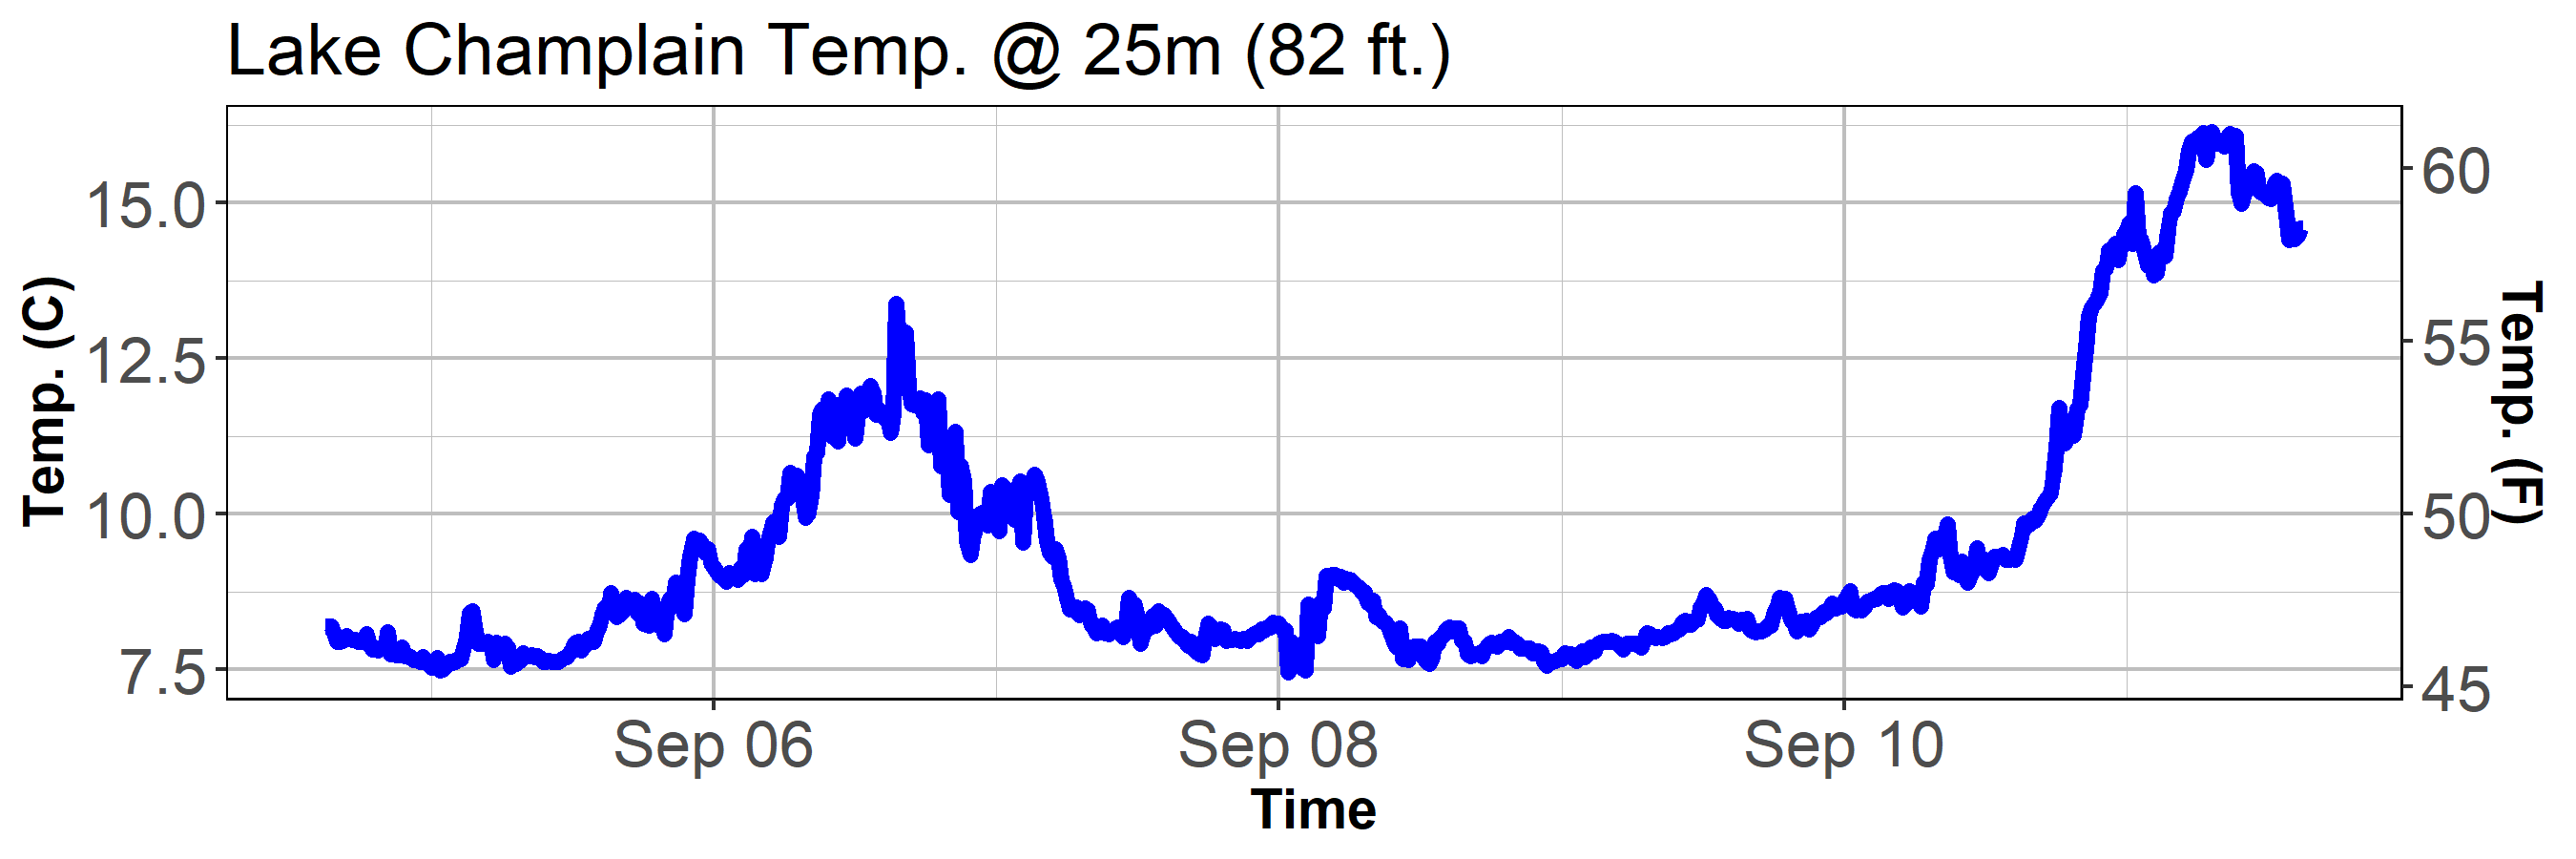 Lake Champlain Temp. @ 25m (82 ft.)
Temp. (C)
15.0
12.5
10.0
7.5
60
55
50
45
Temp. (F)
Sep 06
Sep 08
Sep 10
Time